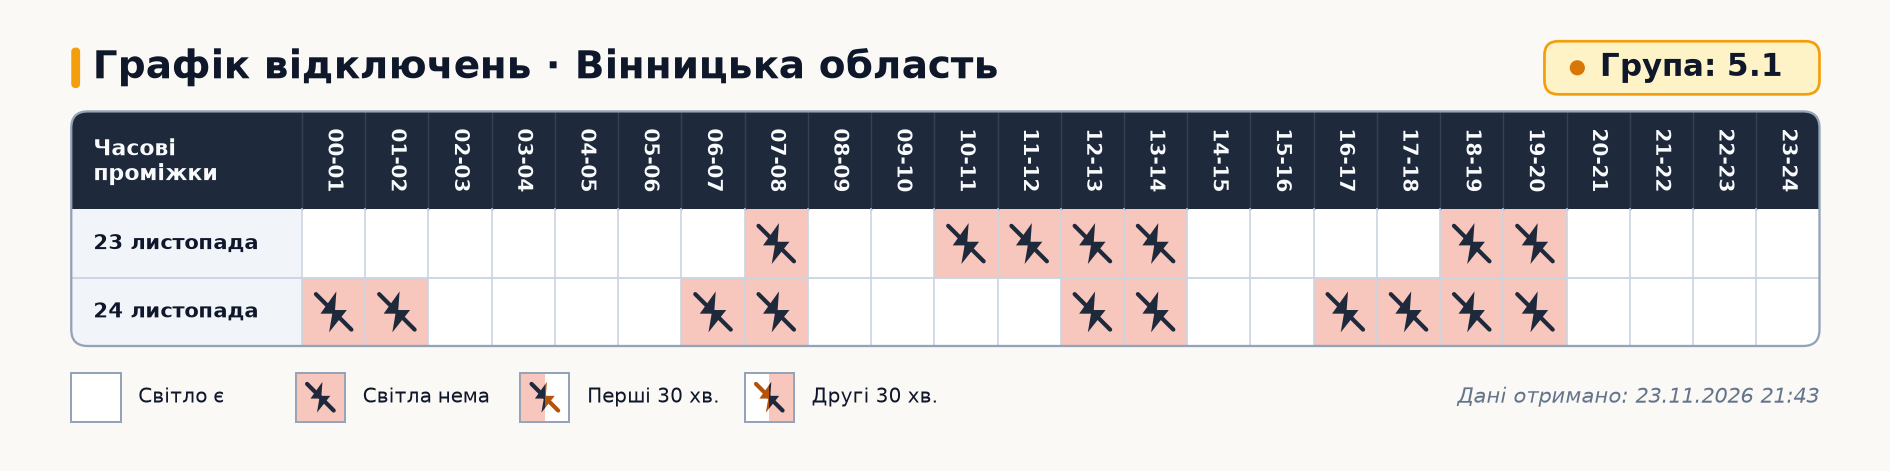 Графік відключень · Вінницька область
Група: 5.1
Часові
проміжки
00-01
01-02
02-03
03-04
04-05
05-06
06-07
07-08
08-09
09-10
10-11
11-12
12-13
13-14
14-15
15-16
16-17
17-18
18-19
19-20
20-21
21-22
22-23
23-24
23 листопада
24 листопада
Світло є
Світла нема
Перші 30 хв.
Другі 30 хв.
Дані отримано: 23.11.2026 21:43